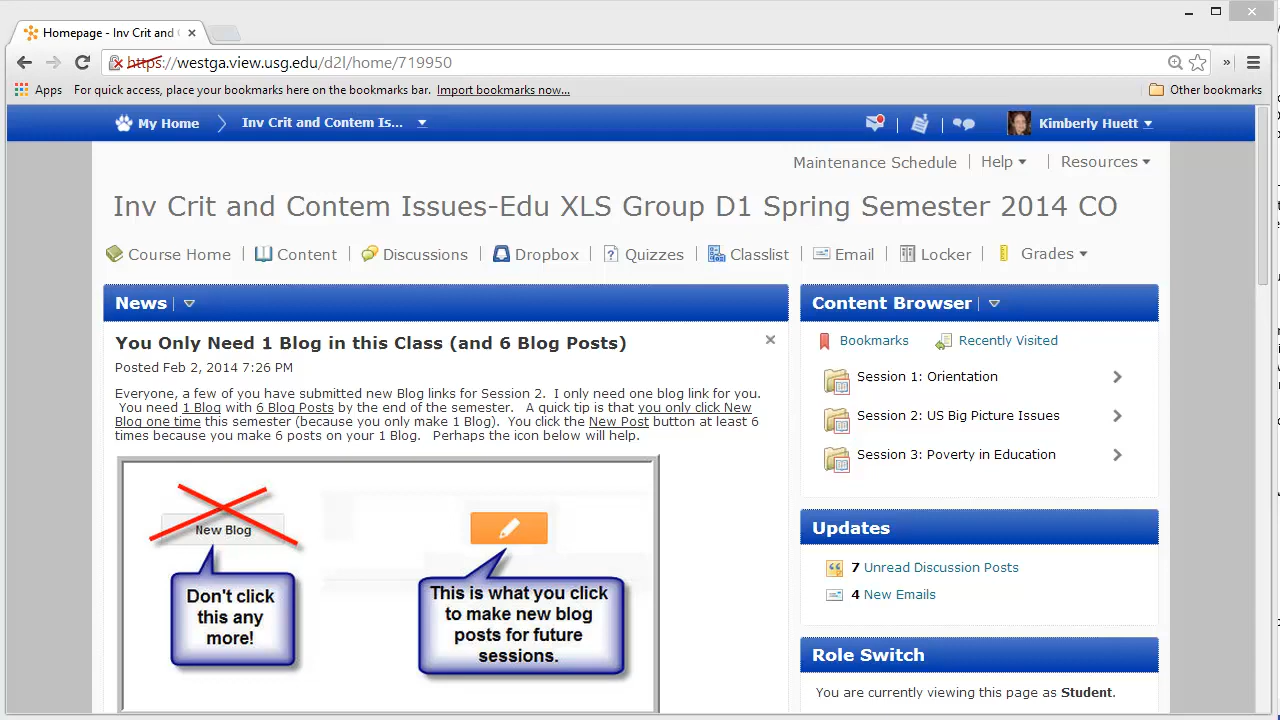 Homepage - Inv Crit and
https://westga.view.usg.edu/d2l/home/719950
Apps For quick access, place your bookmarks here on the bookmarks bar. Import bookmarks now... Other bookmarks
My Home Inv Crit and Contem Is... Kimberly Huett
Maintenance Schedule Help Resources
Inv Crit and Contem Issues-Edu XLS Group D1 Spring Semester 2014 CO
Course Home Content Discussions Dropbox Quizzes Classlist Email Locker Grades
News
You Only Need 1 Blog in this Class (and 6 Blog Posts)
Posted Feb 2, 2014 7:26 PM
Everyone, a few of you have submitted new Blog links for Session 2. I only need one blog link for you.
You need 1 Blog with 6 Blog Posts by the end of the semester. A quick tip is that you only click New
Blog one time this semester (because you only make 1 Blog). You click the New Post button at least 6
times because you make 6 posts on your 1 Blog. Perhaps the icon below will help.
New Blog
Don't click
this any
more!
This is what you click
to make new blog
posts for future
sessions.
Content Browser
Bookmarks Recently Visited
Session 1: Orientation
Session 2: US Big Picture Issues
Session 3: Poverty in Education
Updates
7 Unread Discussion Posts
4 New Emails
Role Switch
You are currently viewing this page as Student.